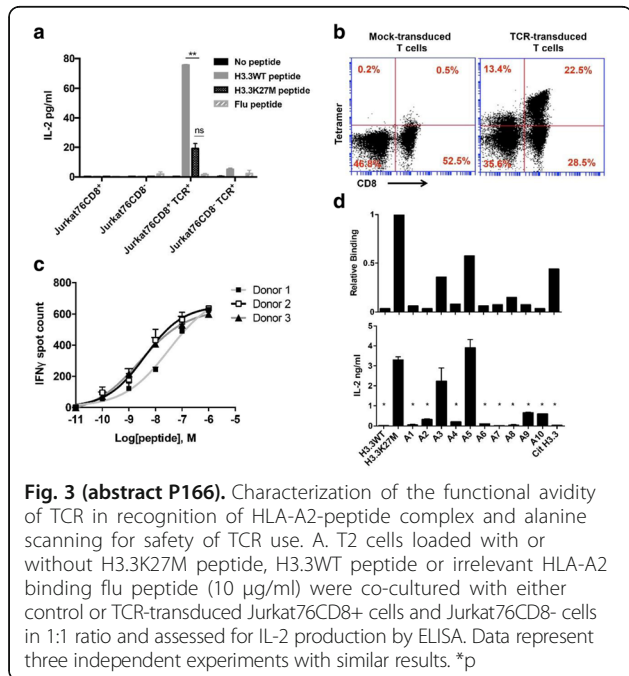 a
IL-2 pg/ml
80
60
40
20
0
**
ns
No peptide
H3.3WT peptide
H3.3K27M peptide
Flu peptide
Jurkat76CD8+
Jurkat76CD8-
Jurkat76CD8+ TCR+
Jurkat76CD8- TCR+
b
Mock-transduced
T cells
TCR-transduced
T cells
0.2%
0.5%
13.4%
22.5%
Tetramer
46.8%
52.5%
35.6%
28.5%
CD8
c
IFNγ spot count
800
600
400
200
0
Donor 1
Donor 2
Donor 3
-11 -10 -9 -8 -7 -6 -5
Log[peptide], M
d
Relative Binding
1
0.5
0
IL-2 ng/ml
5
4
3
2
1
0
* * * * * * * * * *
H3.3WT
H3.3K27M
A1
A2
A3
A4
A5
A6
A7
A8
A9
A10
Cit H3.3
Fig. 3 (abstract P166). Characterization of the functional avidity
of TCR in recognition of HLA-A2-peptide complex and alanine
scanning for safety of TCR use. A. T2 cells loaded with or
without H3.3K27M peptide, H3.3WT peptide or irrelevant HLA-A2
binding flu peptide (10 μg/ml) were co-cultured with either
control or TCR-transduced Jurkat76CD8+ cells and Jurkat76CD8- cells
in 1:1 ratio and assessed for IL-2 production by ELISA. Data represent
three independent experiments with similar results. *p